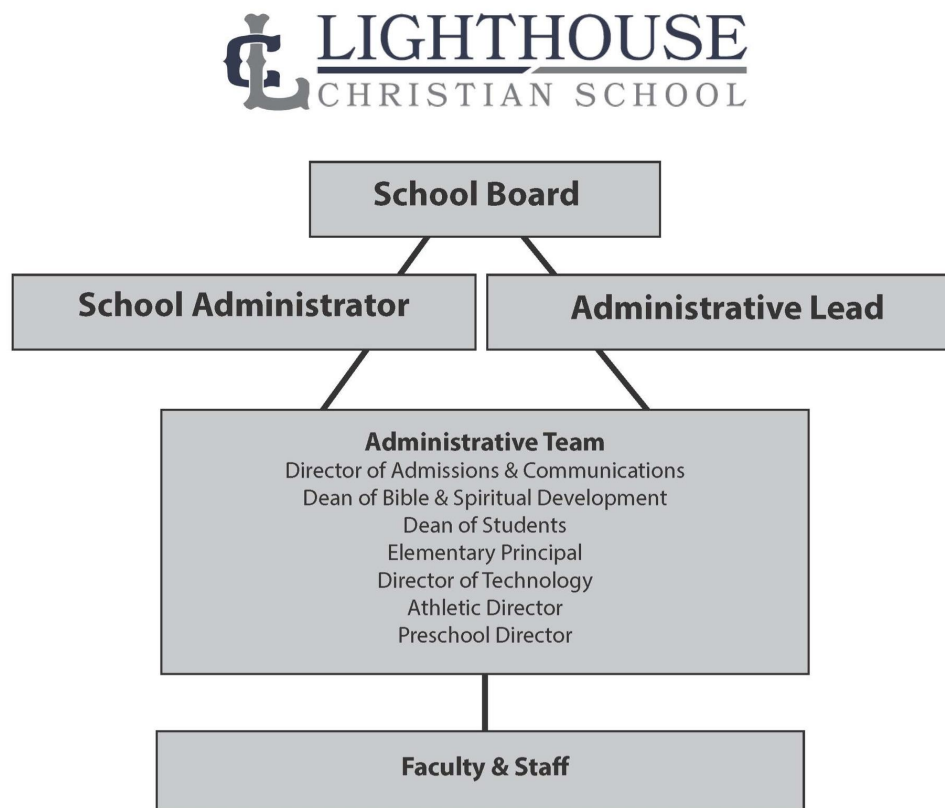 CL LIGHTHOUSE
CHRISTIAN SCHOOL
School Board
School Administrator
Administrative Lead
Administrative Team
Director of Admissions & Communications
Dean of Bible & Spiritual Development
Dean of Students
Elementary Principal
Director of Technology
Athletic Director
Preschool Director
Faculty & Staff